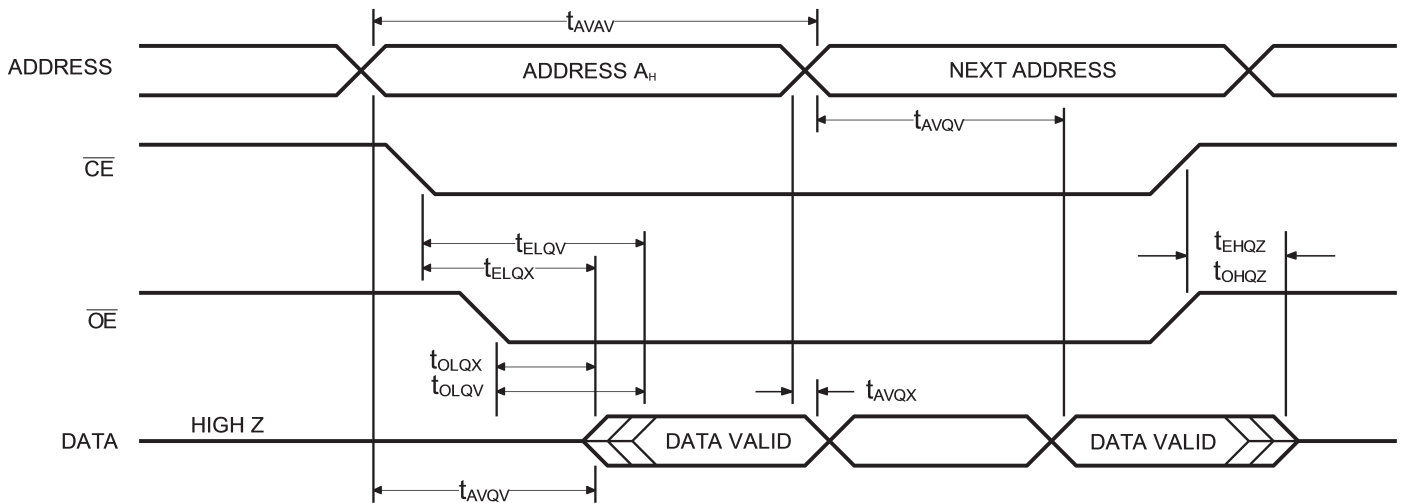 tAVAV
ADDRESS
ADDRESS AH
NEXT ADDRESS
tAVQV
CE
tELQV
tELQX
tEHQZ
tOHQZ
OE
tOLQX
tOLQV
tAVQX
HIGH Z
DATA
DATA VALID
DATA VALID
tAVQV